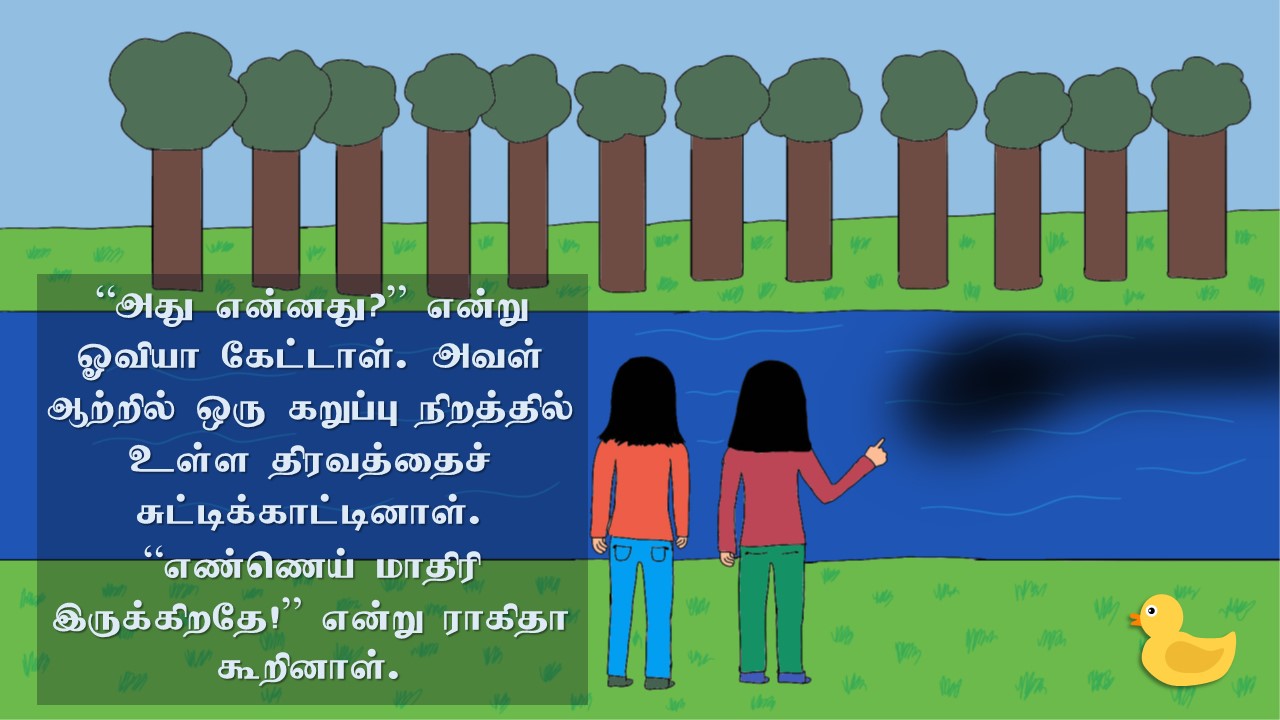 “அது என்னது?” என்று
ஓவியா கேட்டாள். அவள்
ஆற்றில் ஒரு கறுப்பு நிறத்தில்
உள்ள திரவத்தைச்
சுட்டிக்காட்டினாள்.
“எண்ணெய் மாதிரி
இருக்கிறதே!” என்று ராகிதா
கூறினாள்.